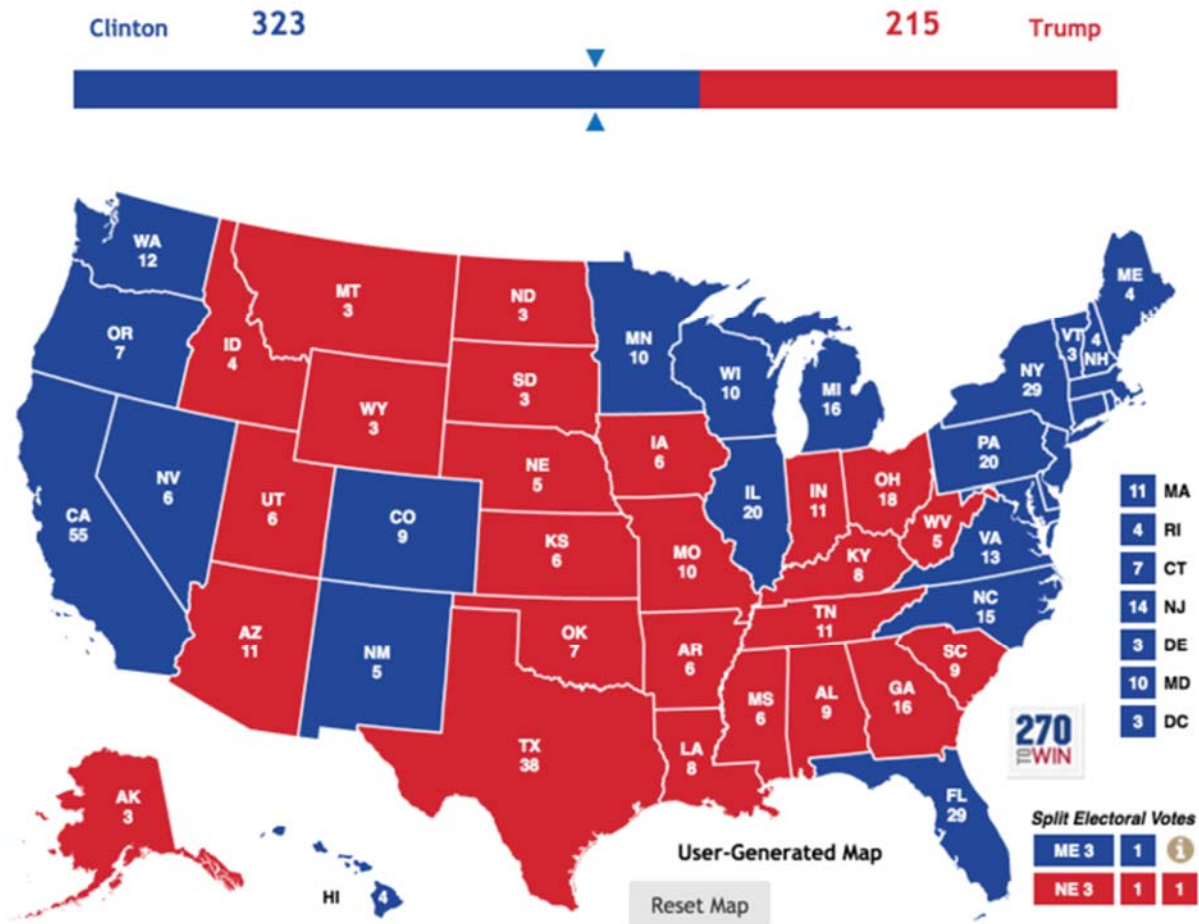 Clinton 323 215 Trump
WA
12
OR
7
CA
55
NV
6
ID
4
MT
3
WY
3
UT
6
AZ
11
CO
9
NM
5
ND
3
SD
3
NE
5
KS
6
OK
7
TX
38
MN
10
IA
6
MO
10
AR
6
LA
8
WI
10
IL
20
MI
16
IN
11
OH
18
KY
8
TN
11
MS
6
AL
9
GA
16
WV
5
VA
13
NC
15
SC
9
FL
29
PA
20
NY
29
VT
3
4
NH
ME
4
AK
3
HI 4
11 MA
4 RI
7 CT
14 NJ
3 DE
10 MD
3 DC
270
TO WIN
Split Electoral Votes
ME 3 1 i
NE 3 1 1
User-Generated Map
Reset Map